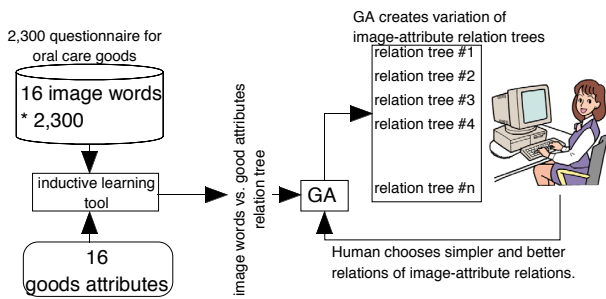 2,300 questionnaire for
oral care goods
16 image words
* 2,300
inductive learning
tool
16
goods attributes
image words vs. good attributes
relation tree
GA
GA creates variation of
image-attribute relation trees
relation tree #1
relation tree #2
relation tree #3
relation tree #4
relation tree #n
Human chooses simpler and better
relations of image-attribute relations.